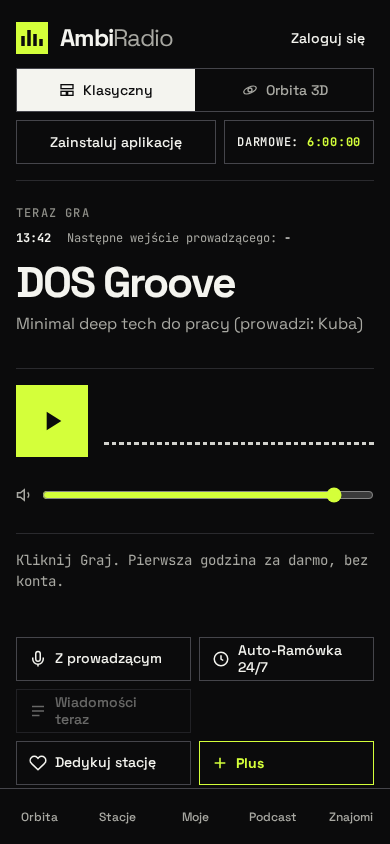 AmbiRadio
Zaloguj się
Klasyczny
Orbita 3D
Zainstaluj aplikację
DARMOWE: 6:00:00
TERAZ GRA
13:42 Następne wejście prowadzącego: -
DOS Groove
Minimal deep tech do pracy (prowadzi: Kuba)
Kliknij Graj. Pierwsza godzina za darmo, bez
konta.
Z prowadzącym
Auto-Ramówka
24/7
Wiadomości
teraz
Dedykuj stację
Plus
Orbita
Stacje
Moje
Podcast
Znajomi